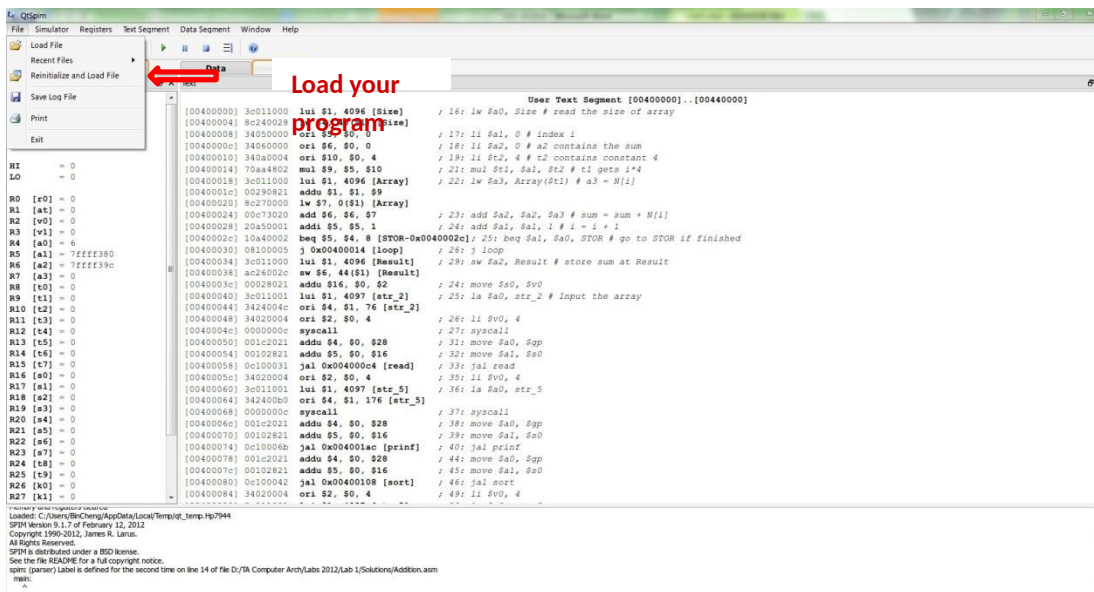 QtSpim
File Simulator Registers Text Segment Data Segment Window Help
Load File
Recent Files
Reinitialize and Load File
Save Log File
Print
Exit
Data
Load your
program
Text
User Text Segment [00400000]..[00440000]
[00400000] 3c011000 lui $1, 4096 [Size] ; 16: lw $a0, Size # read the size of array
[00400004] 8c240028 [Size]
[00400008] 34050000 ori $5, $0, 0 ; 17: li $a1, 0 # index i
[0040000c] 34060000 ori $6, $0, 0 ; 18: li $a2, 0 # a2 contains the sum
[00400010] 340a0004 ori $10, $0, 4 ; 19: li $t2, 4 # t2 contains constant 4
[00400014] 70aa4802 mul $9, $5, $10 ; 21: mul $t1, $a1, $t2 # t1 gets i*4
[00400018] 3c011000 lui $1, 4096 [Array] ; 22: lw $a3, Array($t1) # a3 = N[i]
[0040001c] 00290821 addu $1, $1, $9
[00400020] 8c270000 lw $7, 0($1) [Array]
[00400024] 00c73020 add $6, $6, $7 ; 23: add $a2, $a2, $a3 # sum = sum + N[i]
[00400028] 20a50001 addi $5, $5, 1 ; 24: add $a1, $a1, 1 # i = i + 1
[0040002c] 10a40002 beq $5, $4, 8 [STOR-0x0040002c]; 25: beq $a1, $a0, STOR # go to STOR if finished
[00400030] 08100005 j 0x00400014 [loop] ; 26: j loop
[00400034] 3c011000 lui $1, 4096 [Result] ; 29: sw $a2, Result # store sum at Result
[00400038] ac26002c sw $6, 44($1) [Result]
[0040003c] 00028021 addu $16, $0, $2 ; 24: move $s0, $v0
[00400040] 3c011001 lui $1, 4097 [str_2] ; 25: la $a0, str_2 # Input the array
[00400044] 3424004c ori $4, $1, 76 [str_2]
[00400048] 34020004 ori $2, $0, 4 ; 26: li $v0, 4
[0040004c] 0000000c syscall ; 27: syscall
[00400050] 001c2021 addu $4, $0, $28 ; 31: move $a0, $gp
[00400054] 00102821 addu $5, $0, $16 ; 32: move $a1, $s0
[00400058] 0c100031 jal 0x004000c4 [read] ; 33: jal read
[0040005c] 34020004 ori $2, $0, 4 ; 35: li $v0, 4
[00400060] 3c011001 lui $1, 4097 [str_5] ; 36: la $a0, str_5
[00400064] 342400b0 ori $4, $1, 176 [str_5]
[00400068] 0000000c syscall ; 37: syscall
[0040006c] 001c2021 addu $4, $0, $28 ; 38: move $a0, $gp
[00400070] 00102821 addu $5, $0, $16 ; 39: move $a1, $s0
[00400074] 0c10006b jal 0x004001ac [prinf] ; 40: jal prinf
[00400078] 001c2021 addu $4, $0, $28 ; 44: move $a0, $gp
[0040007c] 00102821 addu $5, $0, $16 ; 45: move $a1, $s0
[00400080] 0c100042 jal 0x00400108 [sort] ; 46: jal sort
[00400084] 34020004 ori $2, $0, 4 ; 49: li $v0, 4
HI = 0
LO = 0
R0 [r0] = 0
R1 [at] = 0
R2 [v0] = 0
R3 [v1] = 0
R4 [a0] = 6
R5 [a1] = 7ffff380
R6 [a2] = 7ffff39c
R7 [a3] = 0
R8 [t0] = 0
R9 [t1] = 0
R10 [t2] = 0
R11 [t3] = 0
R12 [t4] = 0
R13 [t5] = 0
R14 [t6] = 0
R15 [t7] = 0
R16 [s0] = 0
R17 [s1] = 0
R18 [s2] = 0
R19 [s3] = 0
R20 [s4] = 0
R21 [s5] = 0
R22 [s6] = 0
R23 [s7] = 0
R24 [t8] = 0
R25 [t9] = 0
R26 [k0] = 0
R27 [k1] = 0
Memory and registers cleared
Loaded: C:/Users/BinCheng/AppData/Local/Temp/qt_temp.Hp7944
SPIM Version 9.1.7 of February 12, 2012
Copyright 1990-2012, James R. Larus.
All Rights Reserved.
SPIM is distributed under a BSD license.
See the file README for a full copyright notice.
spim: (parser) Label is defined for the second time on line 14 of file D:/TA Computer Arch/Labs 2012/Lab 1/Solutions/Addition.asm
main:
^